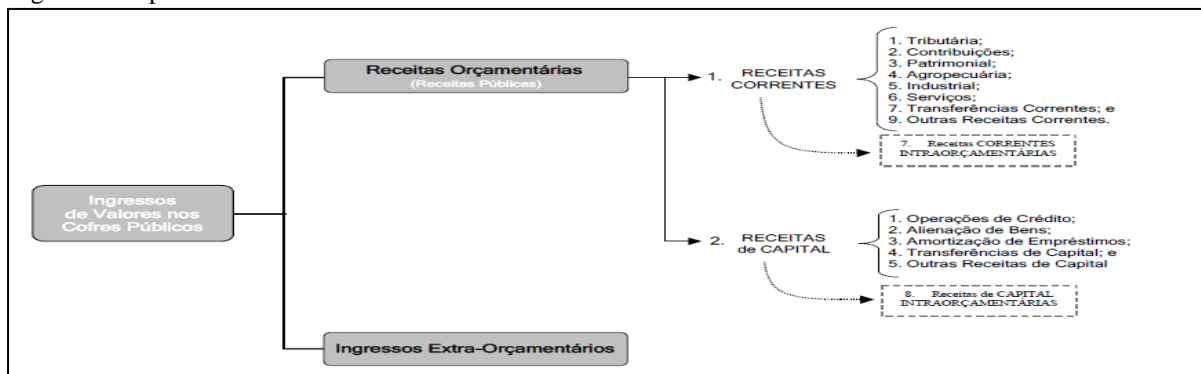 Ingressos
de Valores nos
Cofres Públicos
Receitas Orçamentárias
(Receitas Públicas)
1. RECEITAS
CORRENTES
1. Tributária;
2. Contribuições;
3. Patrimonial;
4. Agropecuária;
5. Industrial;
6. Serviços;
7. Transferências Correntes; e
9. Outras Receitas Correntes.
7. Receitas CORRENTES
INTRAORÇAMENTÁRIAS
2. RECEITAS
de CAPITAL
1. Operações de Crédito;
2. Alienação de Bens;
3. Amortização de Empréstimos;
4. Transferências de Capital; e
5. Outras Receitas de Capital
8. Receitas de CAPITAL
INTRAORÇAMENTÁRIAS
Ingressos Extra-Orçamentários